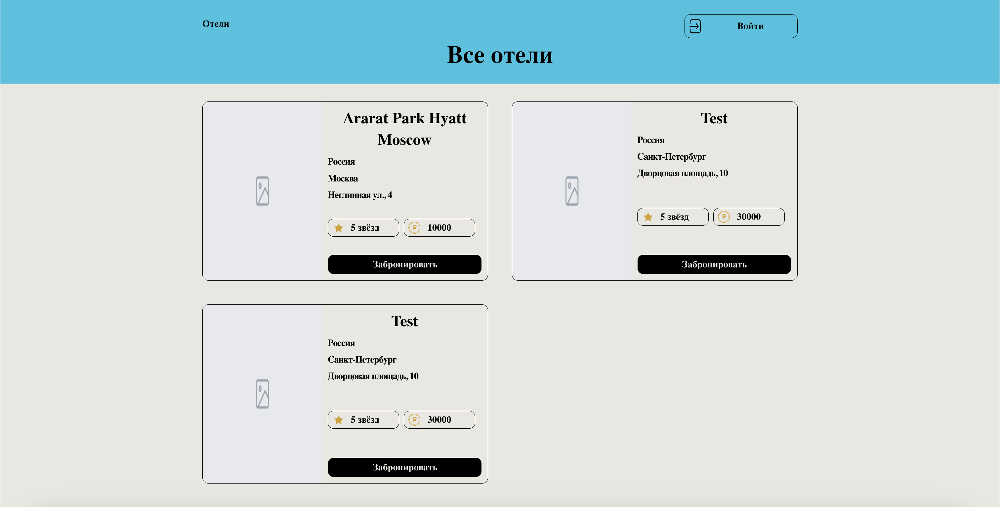 Отели
Войти
Все отели
Ararat Park Hyatt
Moscow
Россия
Москва
Неглинная ул., 4
5 звёзд
10000
Забронировать
Test
Россия
Санкт-Петербург
Дворцовая площадь, 10
5 звёзд
30000
Забронировать
Test
Россия
Санкт-Петербург
Дворцовая площадь, 10
5 звёзд
30000
Забронировать